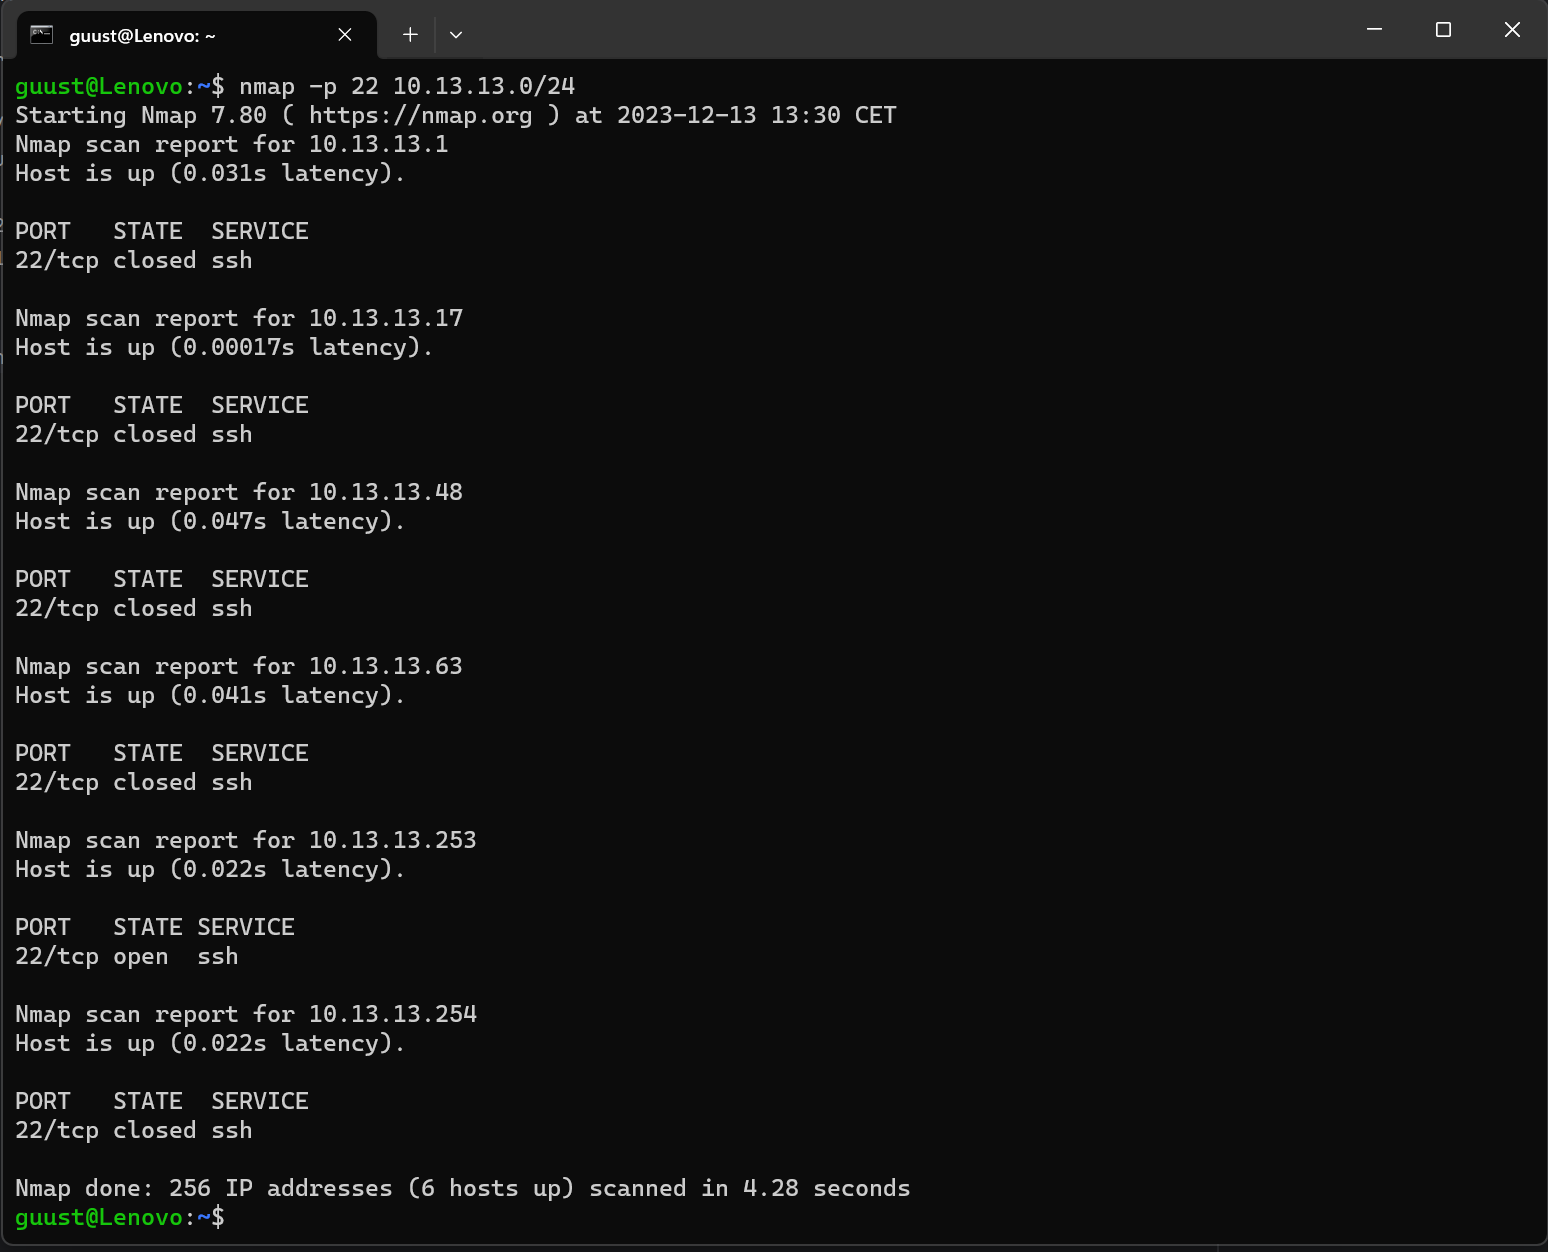 guust@Lenovo: ~
guust@Lenovo:~$ nmap -p 22 10.13.13.0/24
Starting Nmap 7.80 ( https://nmap.org ) at 2023-12-13 13:30 CET
Nmap scan report for 10.13.13.1
Host is up (0.031s latency).
PORT   STATE  SERVICE
22/tcp closed ssh
Nmap scan report for 10.13.13.17
Host is up (0.00017s latency).
PORT   STATE  SERVICE
22/tcp closed ssh
Nmap scan report for 10.13.13.48
Host is up (0.047s latency).
PORT   STATE  SERVICE
22/tcp closed ssh
Nmap scan report for 10.13.13.63
Host is up (0.041s latency).
PORT   STATE  SERVICE
22/tcp closed ssh
Nmap scan report for 10.13.13.253
Host is up (0.022s latency).
PORT   STATE SERVICE
22/tcp open  ssh
Nmap scan report for 10.13.13.254
Host is up (0.022s latency).
PORT   STATE  SERVICE
22/tcp closed ssh
Nmap done: 256 IP addresses (6 hosts up) scanned in 4.28 seconds
guust@Lenovo:~$